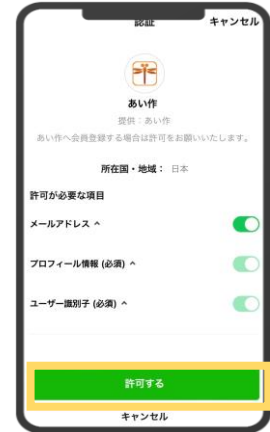 認証
キャンセル
あい作
提供：あい作
あい作へ会員登録する場合は許可をお願いいたします。
所在国・地域： 日本
許可が必要な項目
メールアドレス ^
プロフィール情報 (必須) ^
ユーザー識別子 (必須) ^
許可する
キャンセル